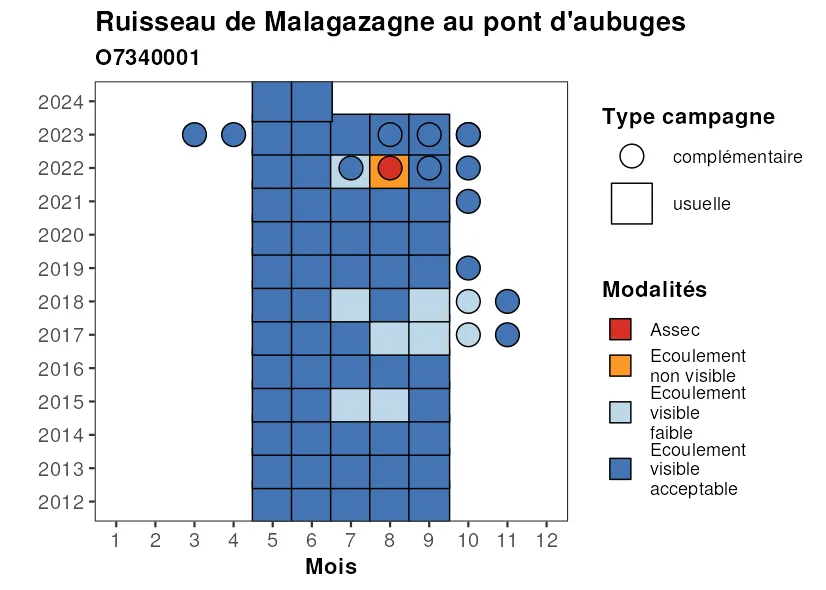 Ruisseau de Malagazagne au pont d'aubuges
O7340001
2024
2023
2022
2021
2020
2019
2018
2017
2016
2015
2014
2013
2012
1 2 3 4 5 6 7 8 9 10 11 12
Mois
Type campagne
complémentaire
usuelle
Modalités
Assec
Ecoulement
non visible
Ecoulement
visible
faible
Ecoulement
visible
acceptable